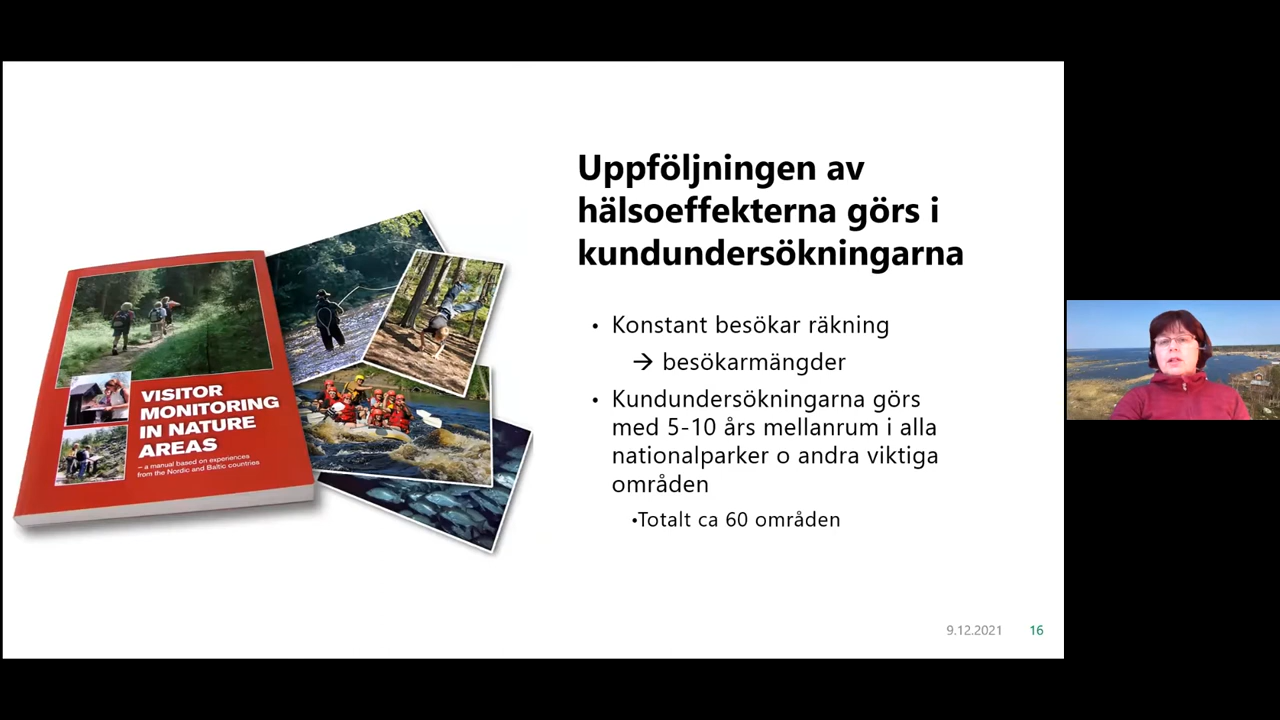 Uppföljningen av
hälsoeffekterna görs i
kundundersökningarna
• Konstant besökar räkning
→ besökarmängder
• Kundundersökningarna görs
med 5-10 års mellanrum i alla
nationalparker o andra viktiga
områden
•Totalt ca 60 områden
VISITOR
MONITORING
IN NATURE
AREAS
– a manual based on experiences
from the Nordic and Baltic countries
9.12.2021
16